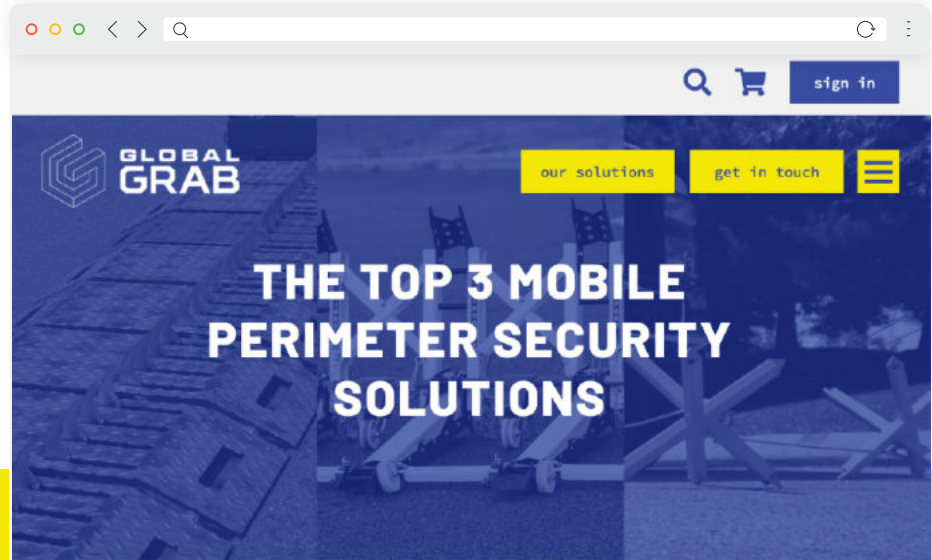 sign in
GLOBAL
GRAB
our solutions
get in touch
THE TOP 3 MOBILE
PERIMETER SECURITY
SOLUTIONS